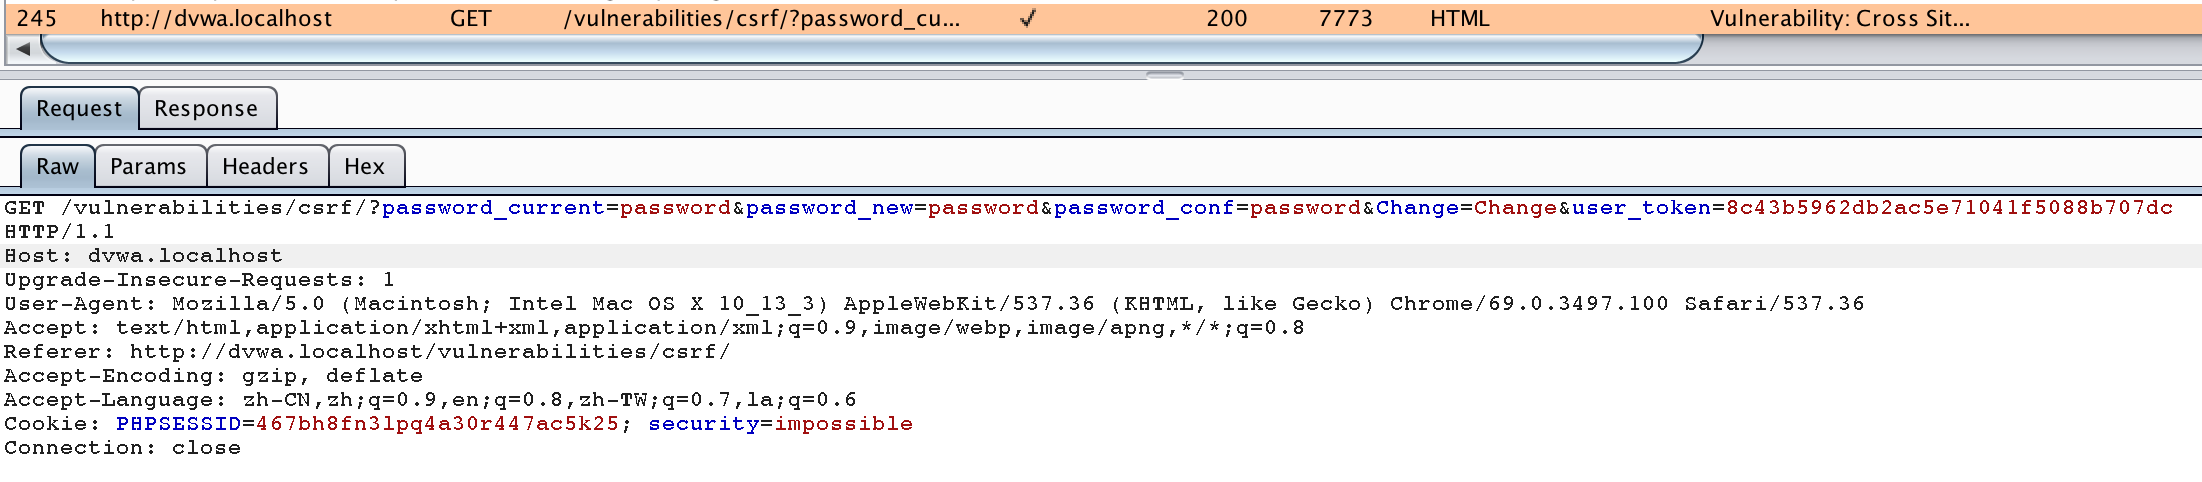 245 http://dvwa.localhost GET /vulnerabilities/csrf/?password_cu... ✓ 200 7773 HTML Vulnerability: Cross Sit...
Request Response
Raw Params Headers Hex
GET /vulnerabilities/csrf/?password_current=password&password_new=password&password_conf=password&Change=Change&user_token=8c43b5962db2ac5e71041f5088b707dc
HTTP/1.1
Host: dvwa.localhost
Upgrade-Insecure-Requests: 1
User-Agent: Mozilla/5.0 (Macintosh; Intel Mac OS X 10_13_3) AppleWebKit/537.36 (KHTML, like Gecko) Chrome/69.0.3497.100 Safari/537.36
Accept: text/html,application/xhtml+xml,application/xml;q=0.9,image/webp,image/apng,*/*;q=0.8
Referer: http://dvwa.localhost/vulnerabilities/csrf/
Accept-Encoding: gzip, deflate
Accept-Language: zh-CN,zh;q=0.9,en;q=0.8,zh-TW;q=0.7,la;q=0.6
Cookie: PHPSESSID=467bh8fn3lpq4a30r447ac5k25; security=impossible
Connection: close